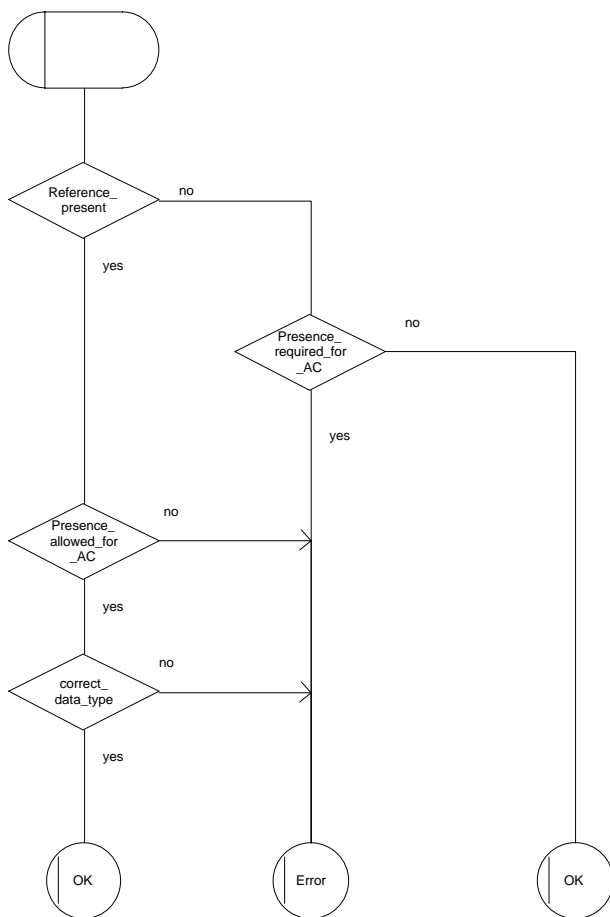 Reference_
present
no
yes
Presence_
required_for
_AC
no
yes
Presence_
allowed_for
_AC
no
yes
correct_
data_type
no
yes
OK
Error
OK